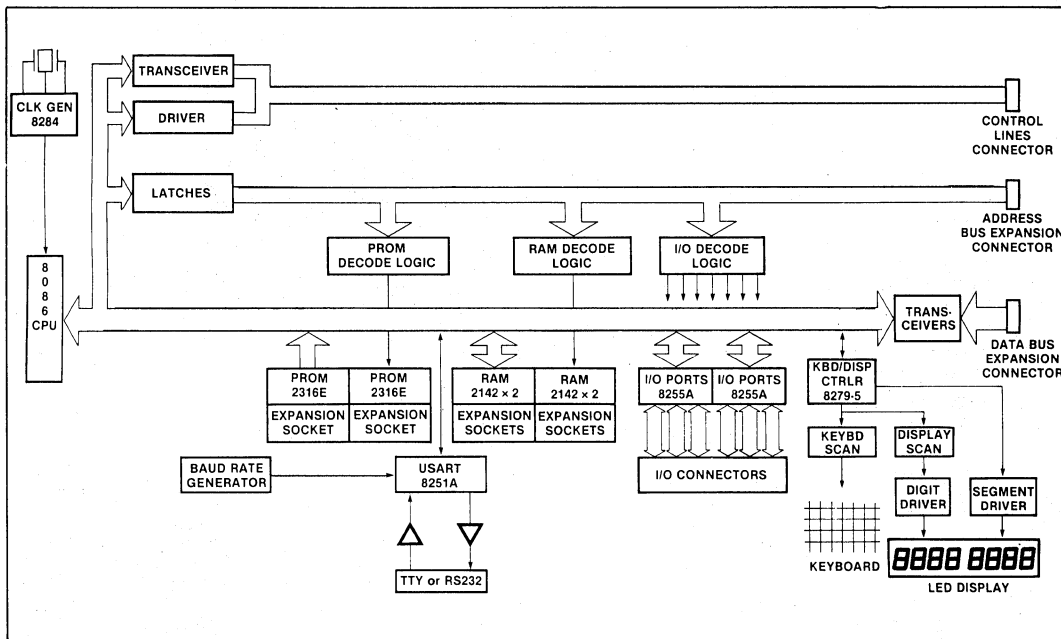 TRANSCEIVER
CLK GEN
8284
DRIVER
CONTROL
LINES
CONNECTOR
LATCHES
ADDRESS
BUS EXPANSION
CONNECTOR
PROM
DECODE LOGIC
RAM DECODE
LOGIC
I/O DECODE
LOGIC
8
0
8
6
CPU
TRANS-
CEIVERS
DATA BUS
EXPANSION
CONNECTOR
PROM
2316E
EXPANSION
SOCKET
PROM
2316E
EXPANSION
SOCKET
RAM
2142 × 2
EXPANSION
SOCKETS
RAM
2142 × 2
EXPANSION
SOCKETS
I/O PORTS
8255A
I/O PORTS
8255A
KBD/DISP
CTRLR
8279-5
KEYBD
SCAN
DISPLAY
SCAN
BAUD RATE
GENERATOR
USART
8251A
I/O CONNECTORS
DIGIT
DRIVER
SEGMENT
DRIVER
8888 8888
KEYBOARD
LED DISPLAY
TTY or RS232